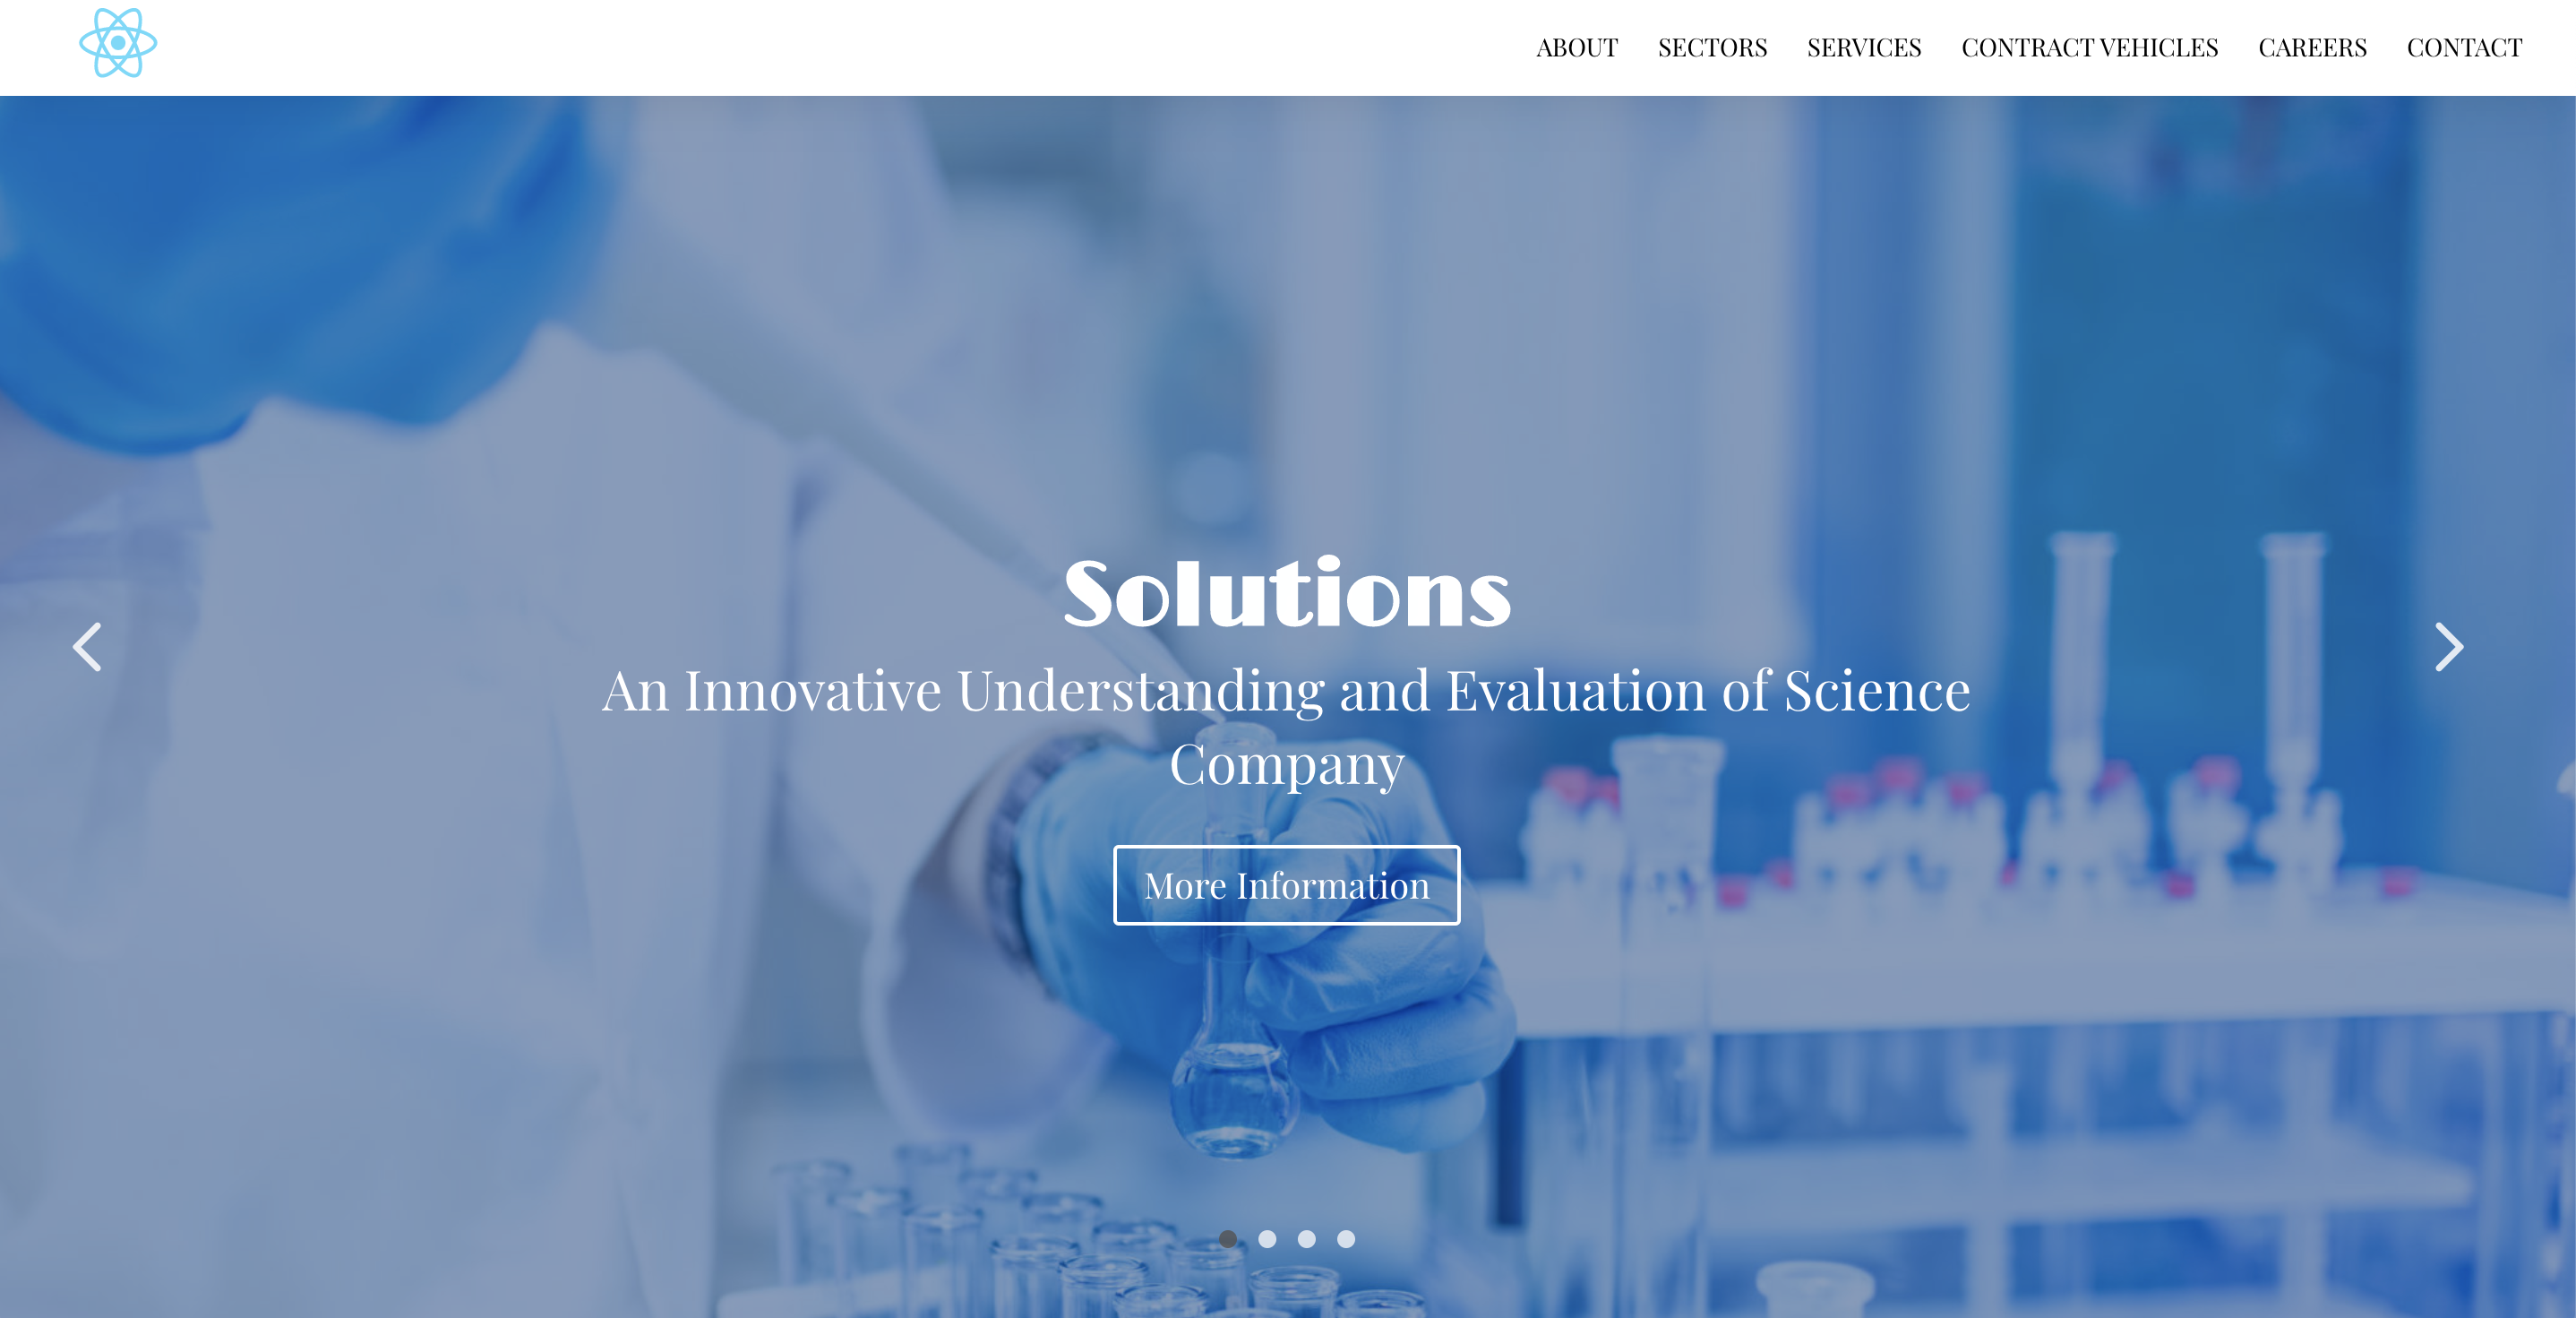 ABOUT SECTORS SERVICES CONTRACT VEHICLES CAREERS CONTACT
Solutions
An Innovative Understanding and Evaluation of Science
Company
More Information